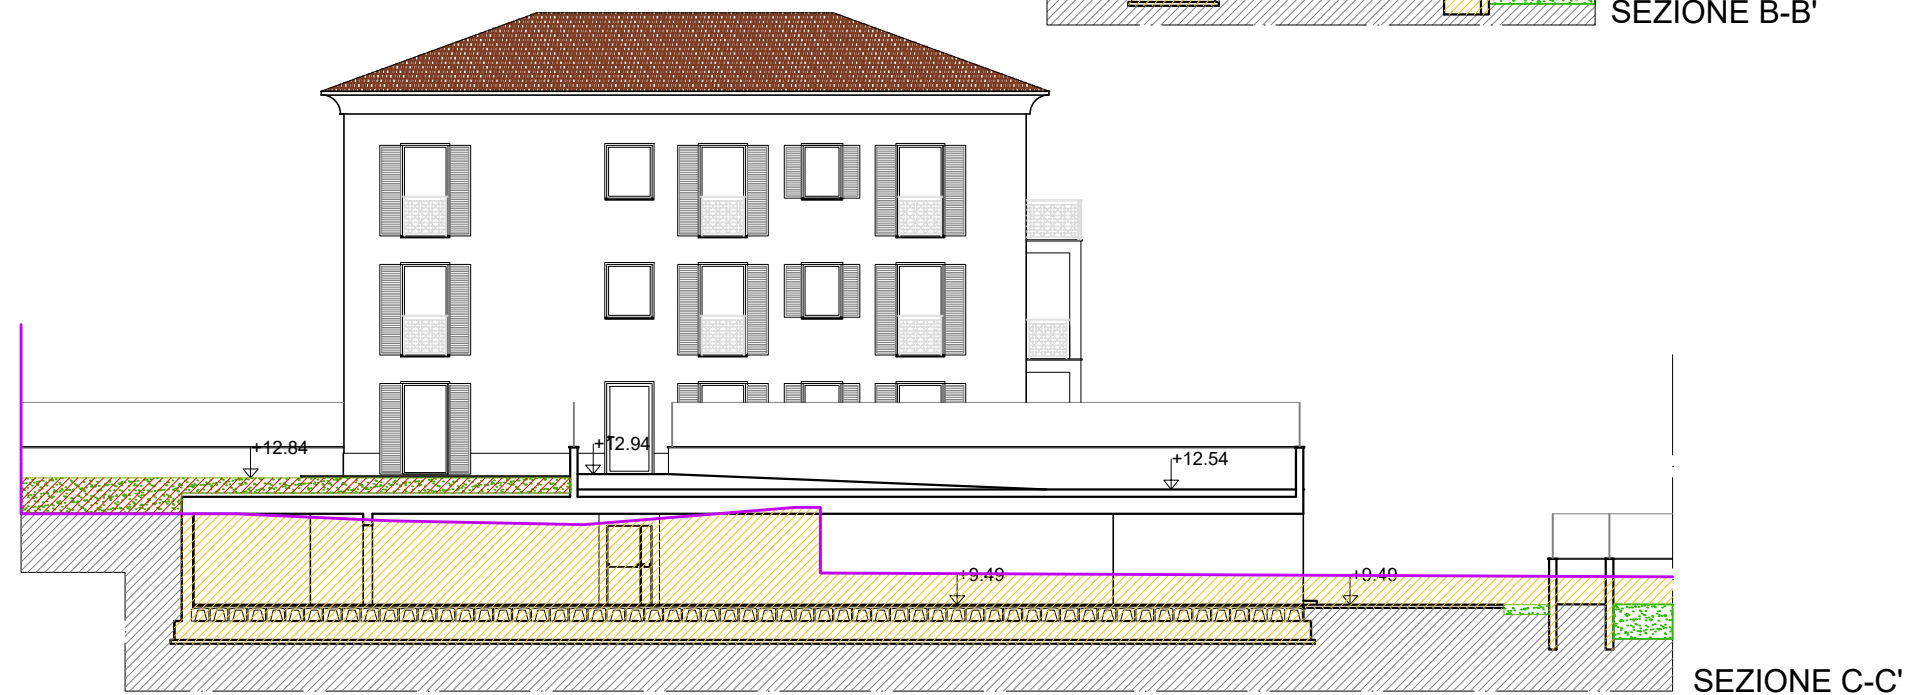 SEZIONE B-B'
+12.84
+12.94
+12.54
+9.49
+9.49
SEZIONE C-C'